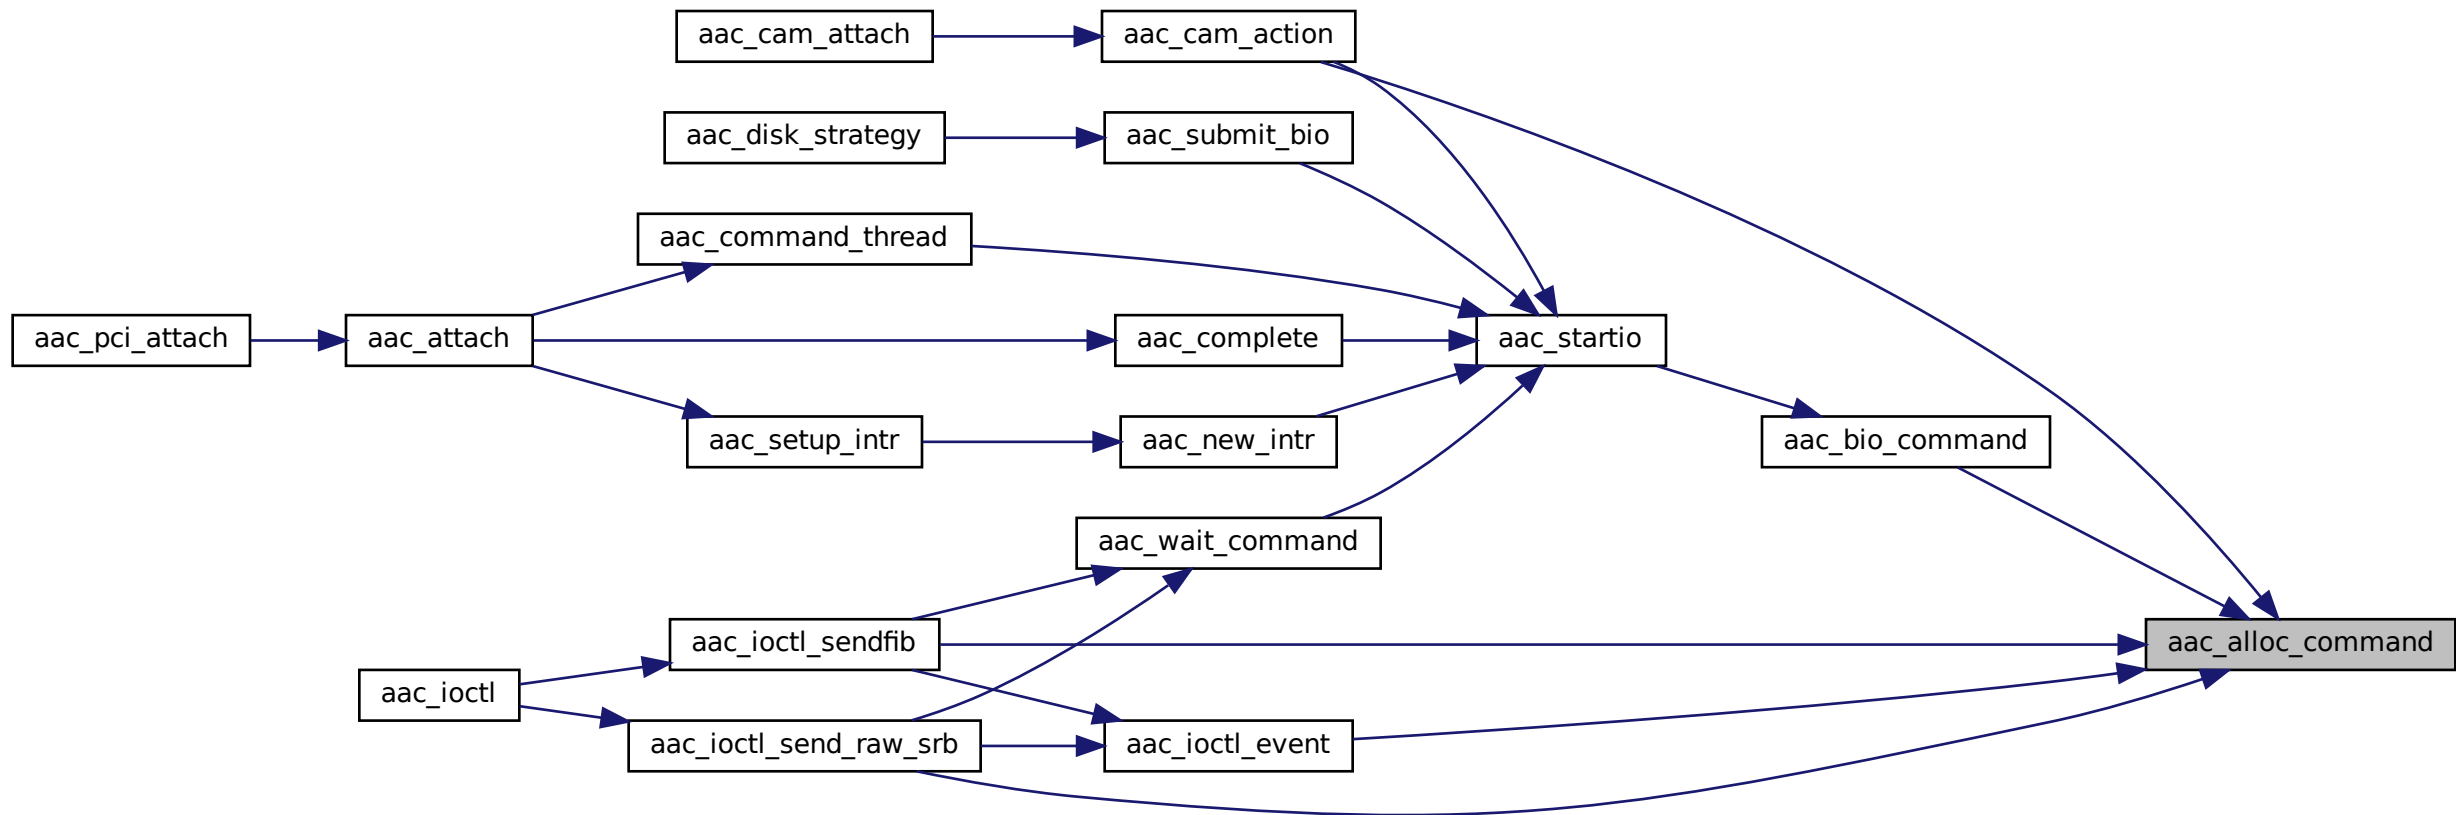 aac_cam_attach
aac_cam_action
aac_disk_strategy
aac_submit_bio
aac_command_thread
aac_pci_attach
aac_attach
aac_complete
aac_startio
aac_setup_intr
aac_new_intr
aac_bio_command
aac_wait_command
aac_ioctl_sendfib
aac_alloc_command
aac_ioctl
aac_ioctl_send_raw_srb
aac_ioctl_event